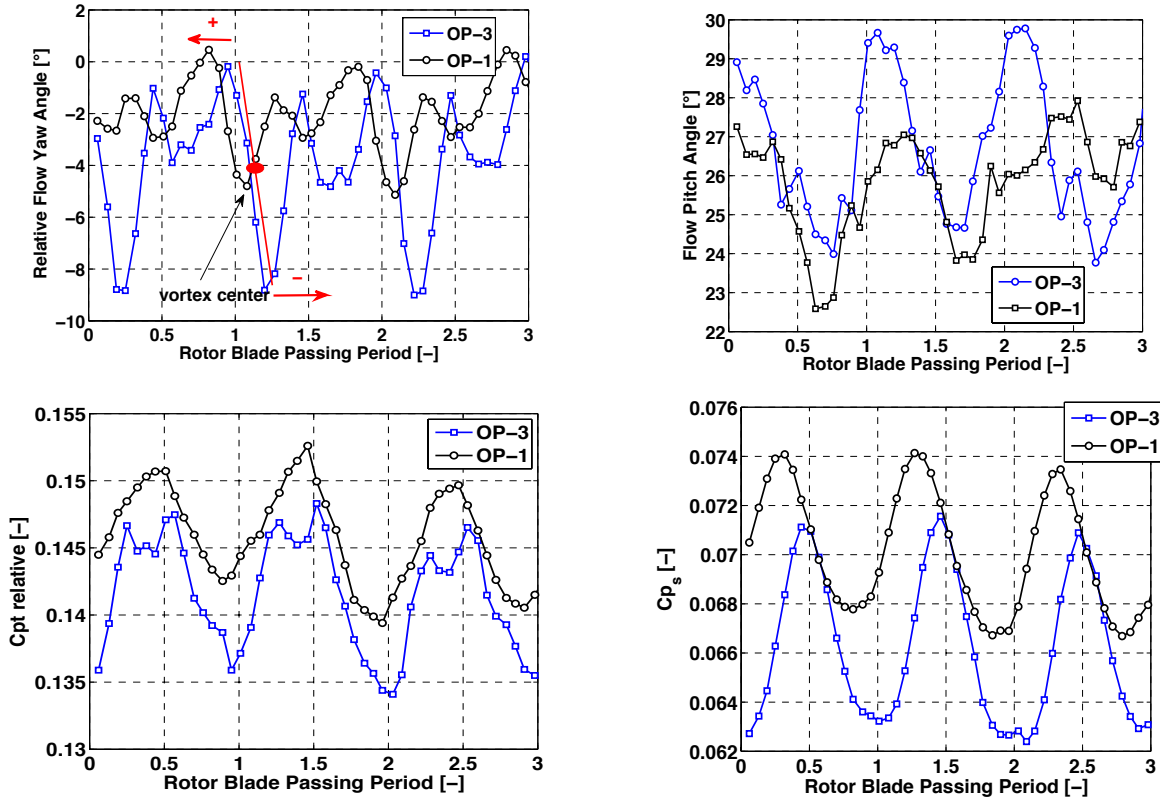 Relative Flow Yaw Angle [°]
2
0
−2
−4
−6
−8
−10
+
OP−3
OP−1
vortex center
−
0 0.5 1 1.5 2 2.5 3
Rotor Blade Passing Period [−]
Flow Pitch Angle [°]
30
29
28
27
26
25
24
23
22
OP−3
OP−1
0 0.5 1 1.5 2 2.5 3
Rotor Blade Passing Period [−]
Cpt relative [−]
0.155
0.15
0.145
0.14
0.135
0.13
OP−3
OP−1
0 0.5 1 1.5 2 2.5 3
Rotor Blade Passing Period [−]
Cps [−]
0.076
0.074
0.072
0.07
0.068
0.066
0.064
0.062
OP−3
OP−1
0 0.5 1 1.5 2 2.5 3
Rotor Blade Passing Period [−]